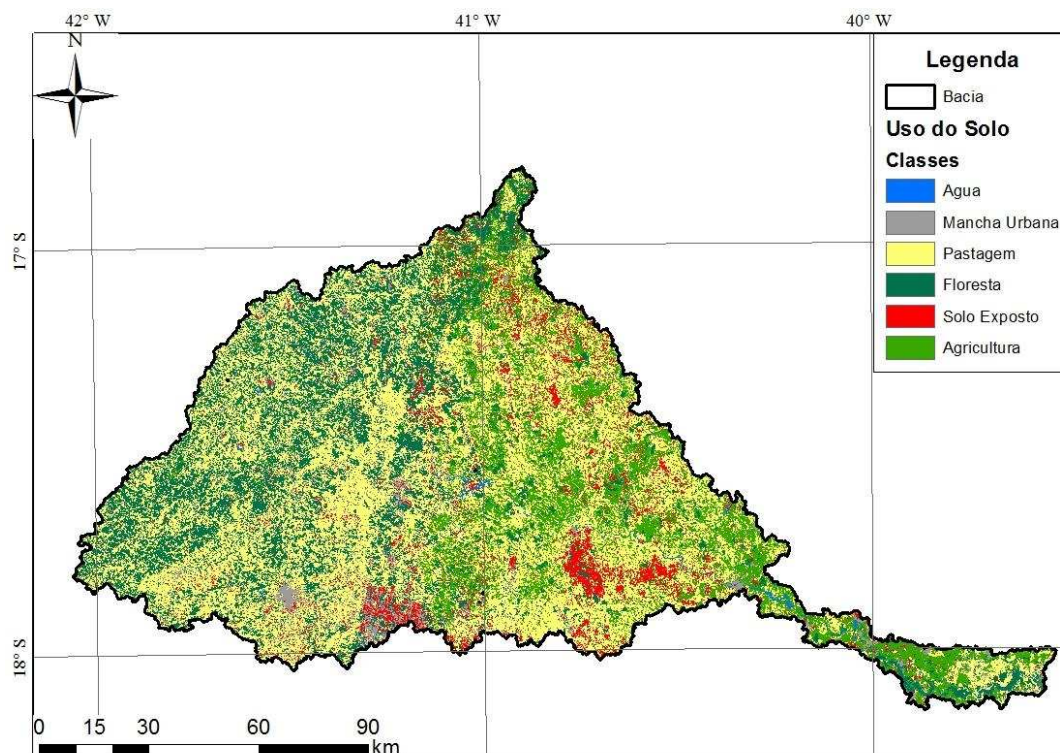 42° W
41° W
40° W
N
Legenda
Bacia
Uso do Solo
Classes
Agua
Mancha Urbana
Pastagem
Floresta
Solo Exposto
Agricultura
17° S
18° S
0 15 30 60 90
km